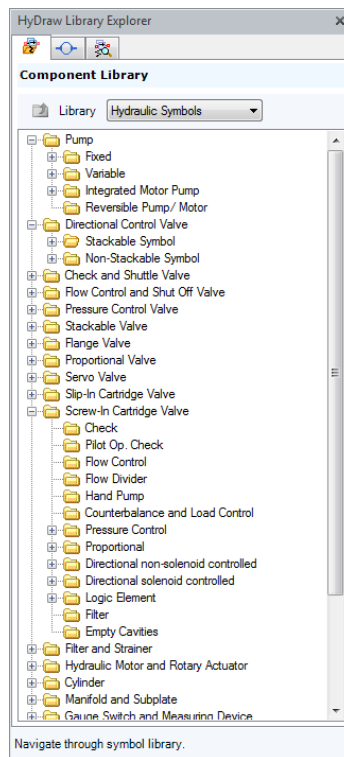 HyDraw Library Explorer
Component Library
Library Hydraulic Symbols
Pump
Fixed
Variable
Integrated Motor Pump
Reversible Pump/ Motor
Directional Control Valve
Stackable Symbol
Non-Stackable Symbol
Check and Shuttle Valve
Flow Control and Shut Off Valve
Pressure Control Valve
Stackable Valve
Flange Valve
Proportional Valve
Servo Valve
Slip-In Cartridge Valve
Screw-In Cartridge Valve
Check
Pilot Op. Check
Flow Control
Flow Divider
Hand Pump
Counterbalance and Load Control
Pressure Control
Proportional
Directional non-solenoid controlled
Directional solenoid controlled
Logic Element
Filter
Empty Cavities
Filter and Strainer
Hydraulic Motor and Rotary Actuator
Cylinder
Manifold and Subplate
Gauge Switch and Measuring Device
Navigate through symbol library.